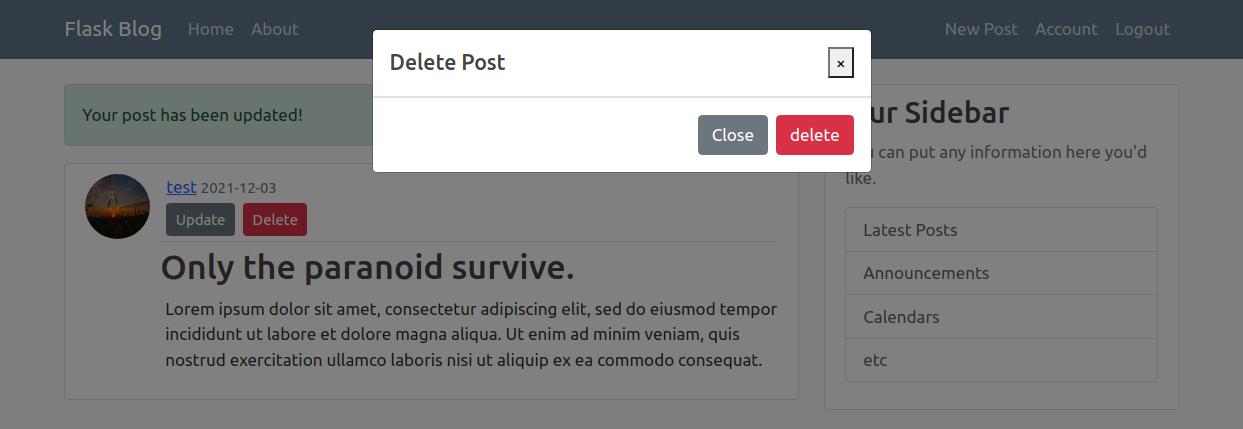 Flask Blog Home About New Post Account Logout
Delete Post ×
Close delete
Your post has been updated!
test 2021-12-03
Update Delete
Only the paranoid survive.
Lorem ipsum dolor sit amet, consectetur adipiscing elit, sed do eiusmod tempor
incididunt ut labore et dolore magna aliqua. Ut enim ad minim veniam, quis
nostrud exercitation ullamco laboris nisi ut aliquip ex ea commodo consequat.
Sidebar
can put any information here you'd
like.
Latest Posts
Announcements
Calendars
etc